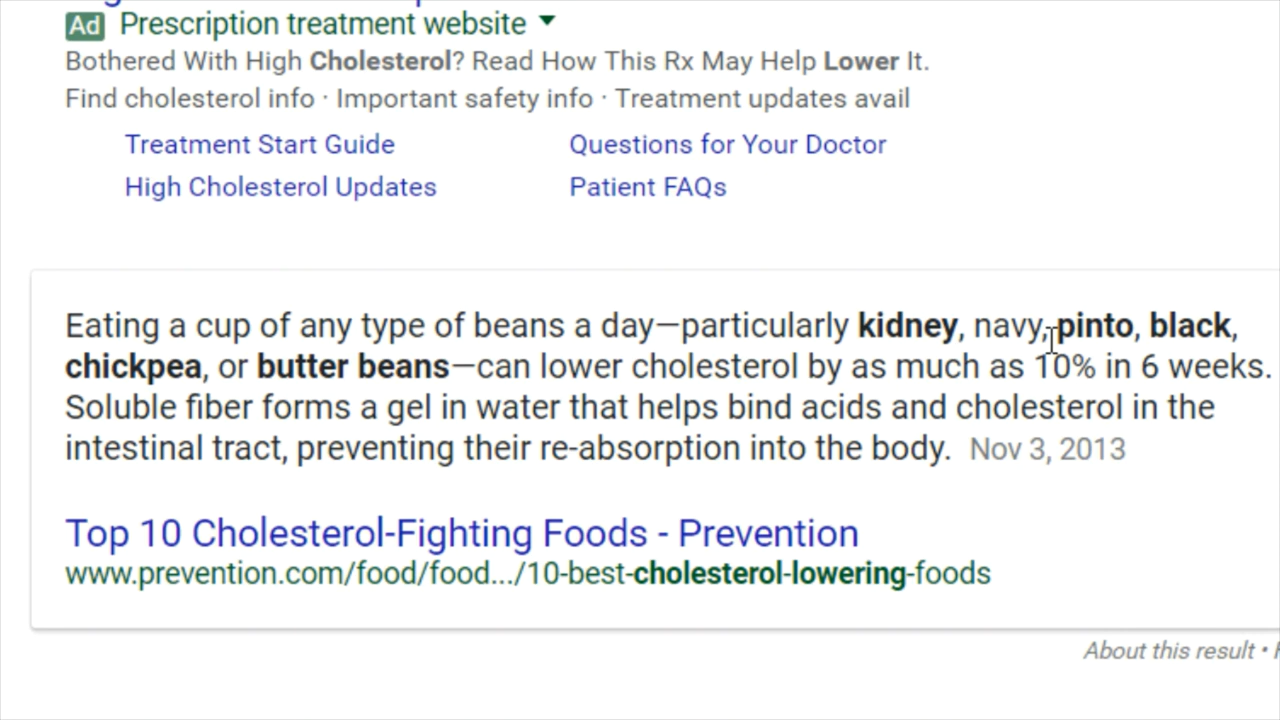 Ad Prescription treatment website
Bothered With High Cholesterol? Read How This Rx May Help Lower It.
Find cholesterol info · Important safety info · Treatment updates avail
Treatment Start Guide Questions for Your Doctor
High Cholesterol Updates Patient FAQs
Eating a cup of any type of beans a day—particularly kidney, navy, pinto, black,
chickpea, or butter beans—can lower cholesterol by as much as 10% in 6 weeks.
Soluble fiber forms a gel in water that helps bind acids and cholesterol in the
intestinal tract, preventing their re-absorption into the body. Nov 3, 2013
Top 10 Cholesterol-Fighting Foods - Prevention
www.prevention.com/food/food.../10-best-cholesterol-lowering-foods
About this result •